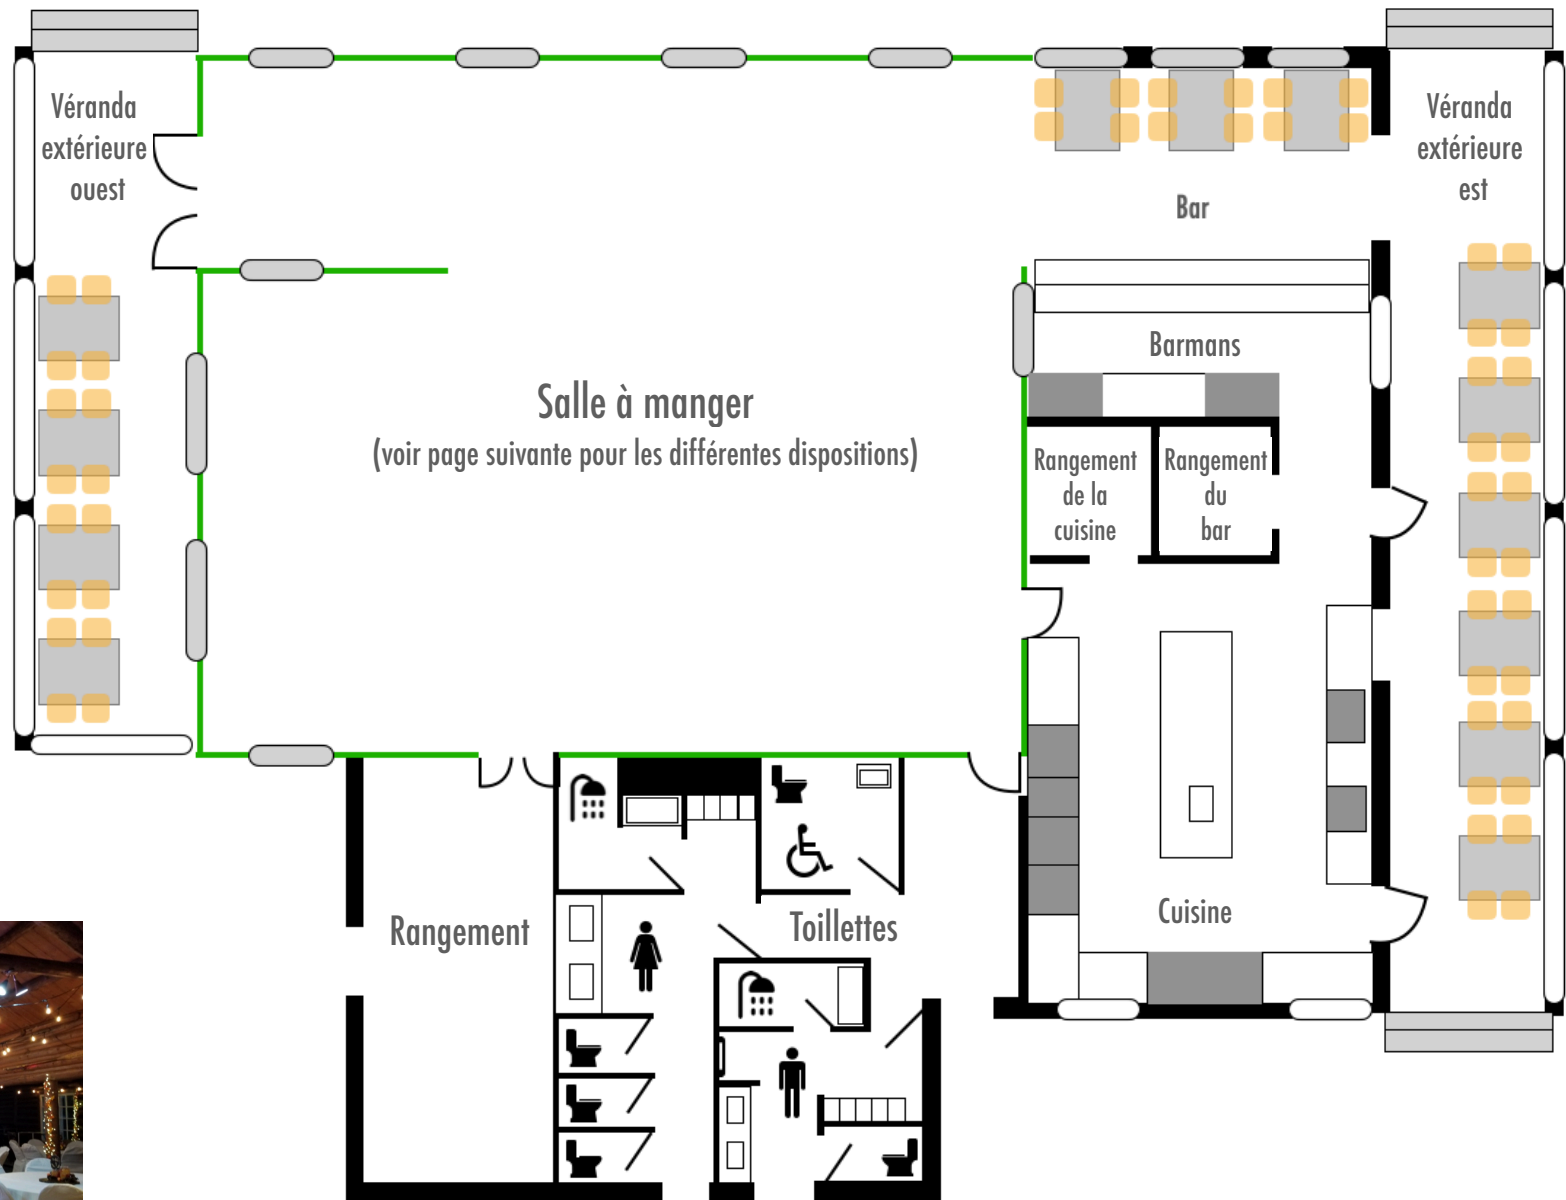 Véranda
extérieure
ouest
Véranda
extérieure
est
Bar
Barmans
Salle à manger
(voir page suivante pour les différentes dispositions)
Rangement
de la
cuisine
Rangement
du
bar
Rangement
Toillettes
Cuisine